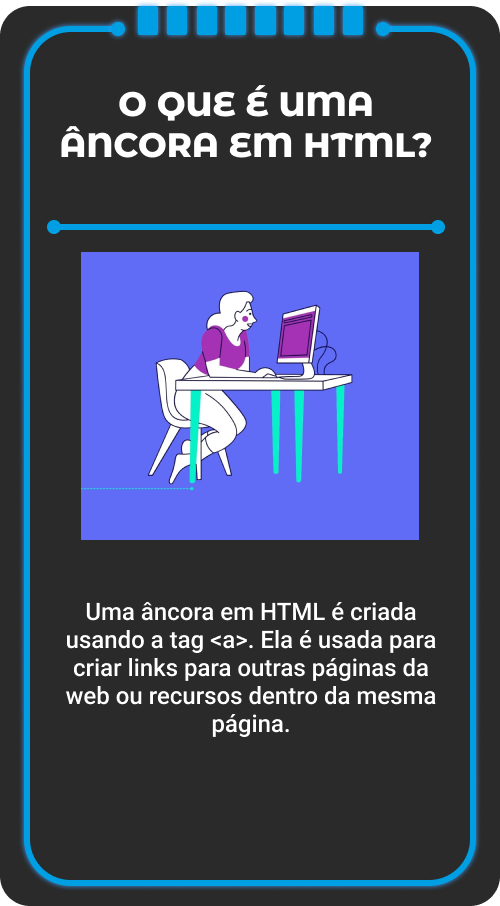 O QUE É UMA
ÂNCORA EM HTML?
Uma âncora em HTML é criada
usando a tag <a>. Ela é usada para
criar links para outras páginas da
web ou recursos dentro da mesma
página.